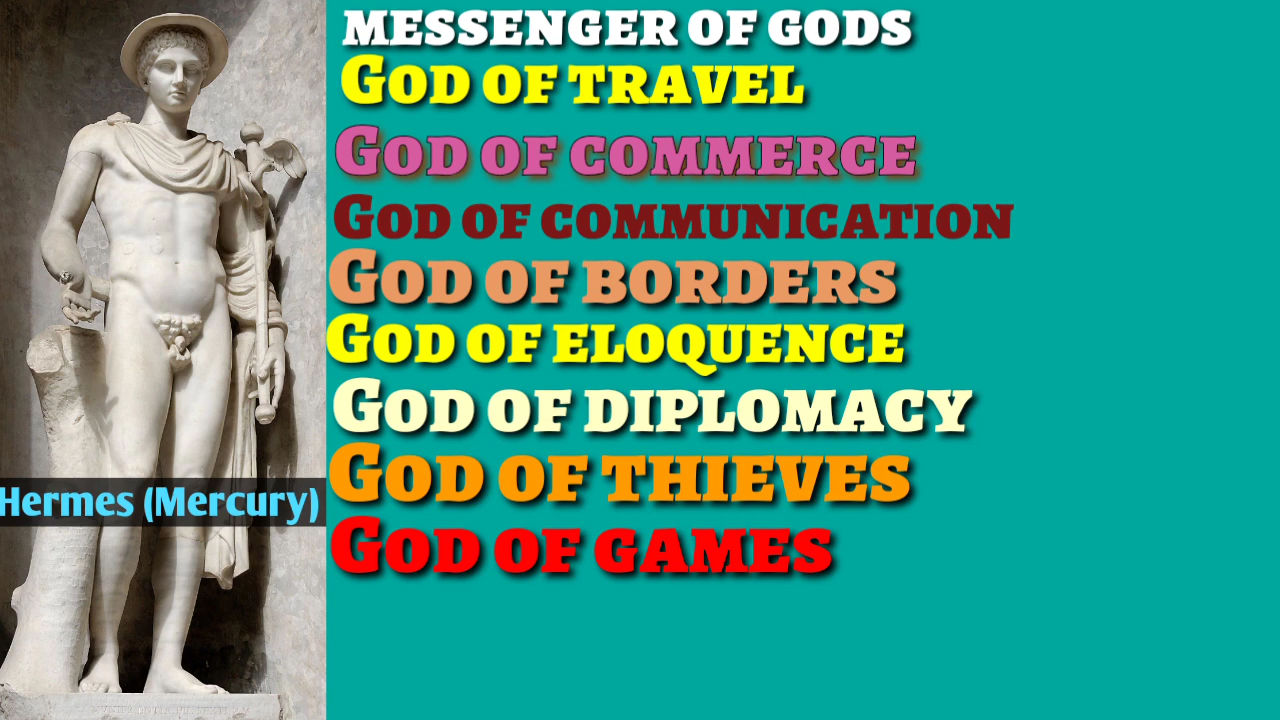 MESSENGER OF GODS
GOD OF TRAVEL
GOD OF COMMERCE
GOD OF COMMUNICATION
GOD OF BORDERS
GOD OF ELOQUENCE
GOD OF DIPLOMACY
GOD OF THIEVES
Hermes (Mercury)
GOD OF GAMES